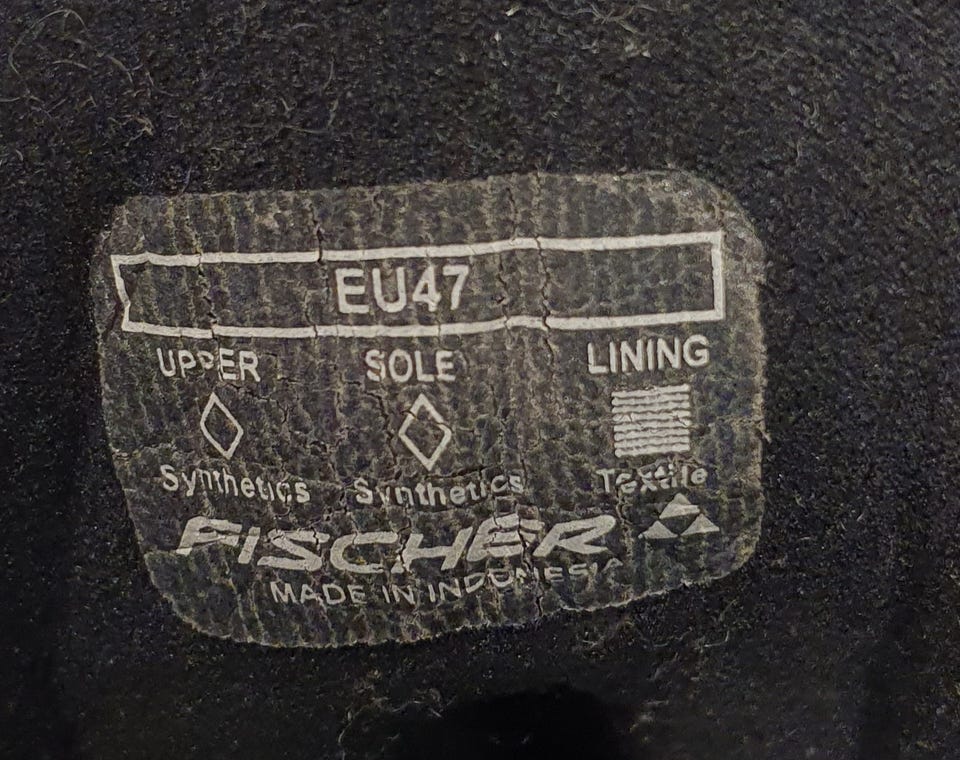 EU47
UPPER SOLE LINING
Synthetics Synthetics Textile
FISCHER
MADE IN INDONESIA